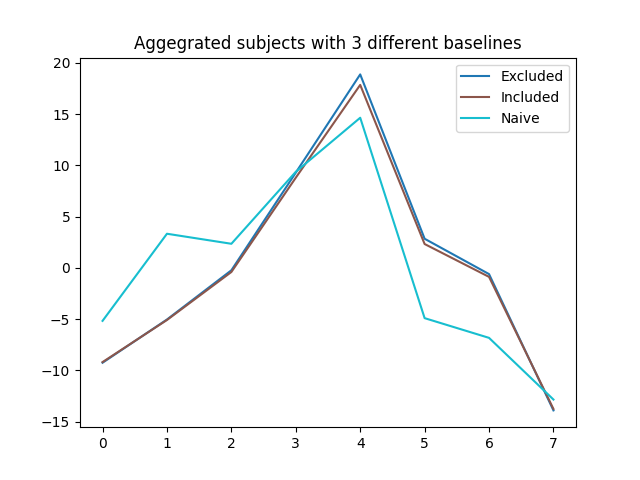 Aggegrated subjects with 3 different baselines
20
15
10
5
0
−5
−10
−15
0 1 2 3 4 5 6 7
Excluded
Included
Naive